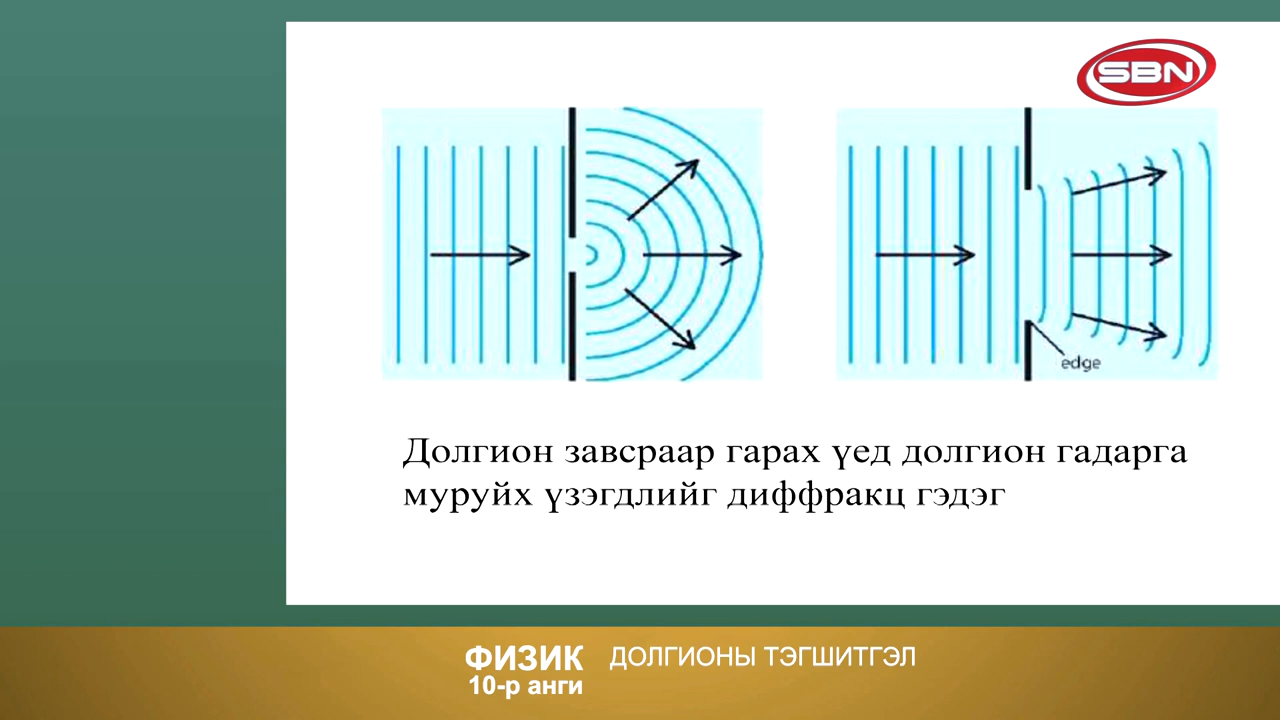 SBN
edge
Долгион завсраар гарах үед долгион гадарга
муруйх үзэгдлийг диффракц гэдэг
ФИЗИК
10-р анги
ДОЛГИОНЫ ТЭГШИТГЭЛ